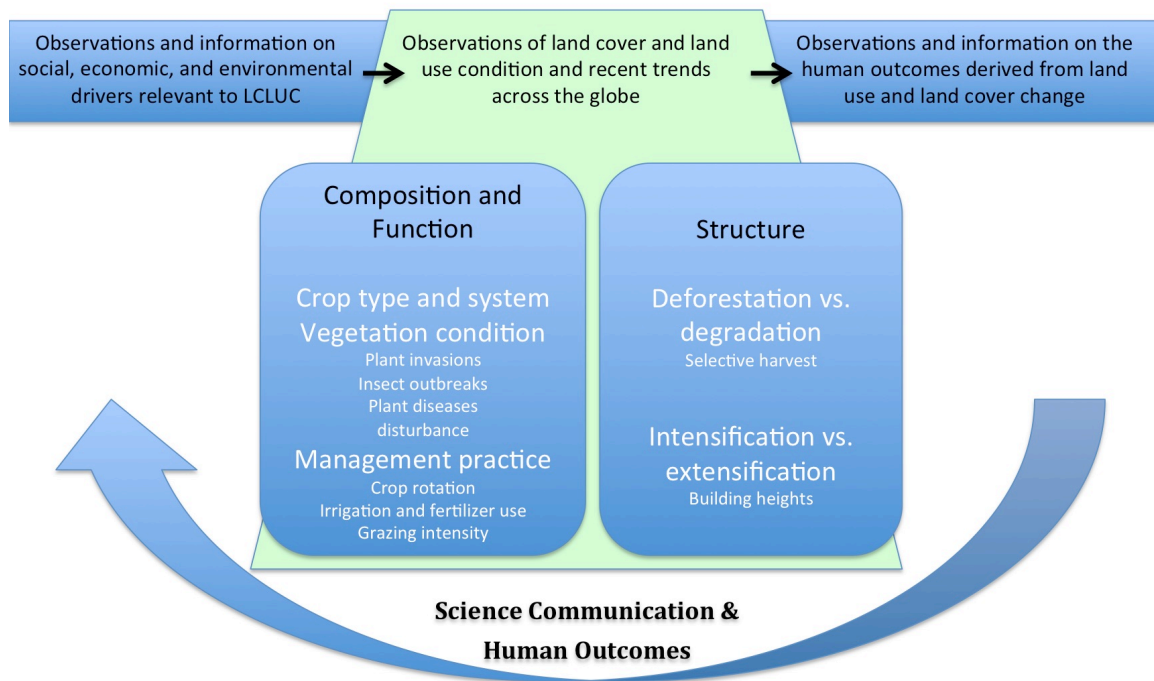 Observations and information on
social, economic, and environmental
drivers relevant to LCLUC
Observations of land cover and land
use condition and recent trends
across the globe
Observations and information on the
human outcomes derived from land
use and land cover change
Composition and
Function
Crop type and system
Vegetation condition
Plant invasions
Insect outbreaks
Plant diseases
disturbance
Management practice
Crop rotation
Irrigation and fertilizer use
Grazing intensity
Structure
Deforestation vs.
degradation
Selective harvest
Intensification vs.
extensification
Building heights
Science Communication &
Human Outcomes